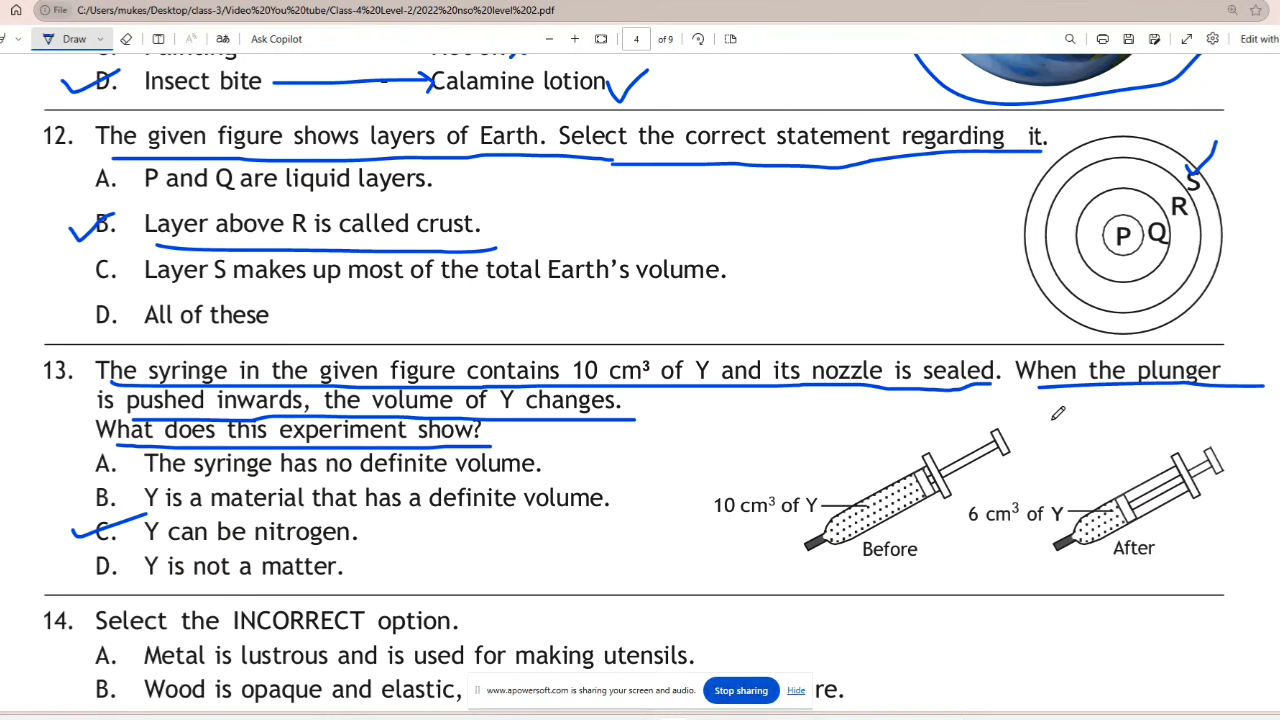 File C:/Users/mukes/Desktop/class-3/Video%20You%20tube/Class-4%20Level-2/2022%20nso%20level%202.pdf
Draw Ask Copilot 4 of 9 Edit with
D. Insect bite Calamine lotion
12. The given figure shows layers of Earth. Select the correct statement regarding it.
A. P and Q are liquid layers.
B. Layer above R is called crust.
C. Layer S makes up most of the total Earth's volume.
D. All of these
P Q R S
13. The syringe in the given figure contains 10 cm³ of Y and its nozzle is sealed. When the plunger
is pushed inwards, the volume of Y changes.
What does this experiment show?
A. The syringe has no definite volume.
B. Y is a material that has a definite volume.
C. Y can be nitrogen.
D. Y is not a matter.
10 cm³ of Y
Before
6 cm³ of Y
After
14. Select the INCORRECT option.
A. Metal is lustrous and is used for making utensils.
B. Wood is opaque and elastic, re.
www.apowersoft.com is sharing your screen and audio. Stop sharing Hide